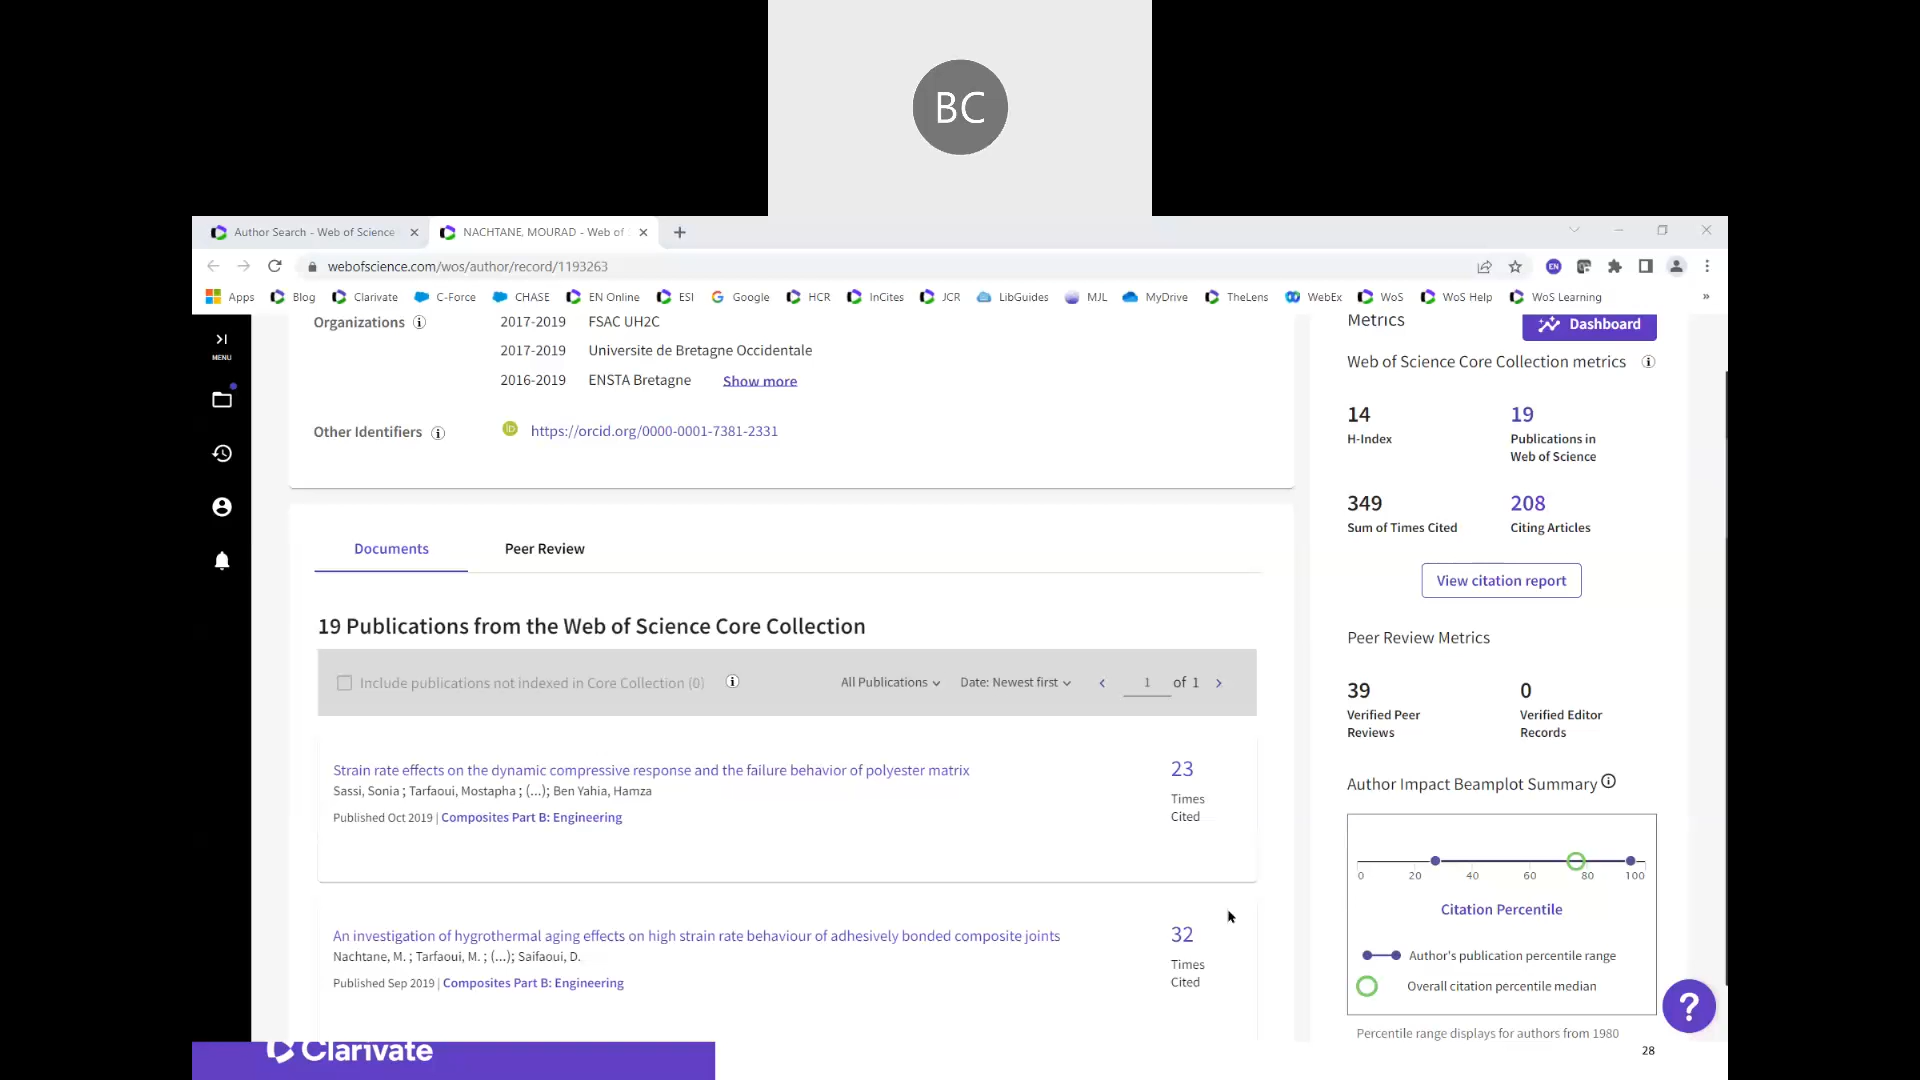 BC
Author Search - Web of Science
NACHTANE, MOURAD - Web of
webofscience.com/wos/author/record/1193263
EN
Apps Blog Clarivate C-Force CHASE EN Online ESI Google HCR InCites JCR LibGuides MJL MyDrive TheLens WebEx WoS WoS Help WoS Learning »
MENU
Organizations
2017-2019 FSAC UH2C
2017-2019 Universite de Bretagne Occidentale
2016-2019 ENSTA Bretagne Show more
Other Identifiers
iD https://orcid.org/0000-0001-7381-2331
Documents
Peer Review
19 Publications from the Web of Science Core Collection
Include publications not indexed in Core Collection (0)
All Publications
Date: Newest first
1 of 1
Strain rate effects on the dynamic compressive response and the failure behavior of polyester matrix
Sassi, Sonia ; Tarfaoui, Mostapha ; (...); Ben Yahia, Hamza
Published Oct 2019 | Composites Part B: Engineering
23
Times
Cited
An investigation of hygrothermal aging effects on high strain rate behaviour of adhesively bonded composite joints
Nachtane, M. ; Tarfaoui, M. ; (...); Saifaoui, D.
Published Sep 2019 | Composites Part B: Engineering
32
Times
Cited
Metrics
Dashboard
Web of Science Core Collection metrics
14
H-Index
19
Publications in
Web of Science
349
Sum of Times Cited
208
Citing Articles
View citation report
Peer Review Metrics
39
Verified Peer
Reviews
0
Verified Editor
Records
Author Impact Beamplot Summary
0 20 40 60 80 100
Citation Percentile
Author's publication percentile range
Overall citation percentile median
Percentile range displays for authors from 1980
?
Clarivate
28